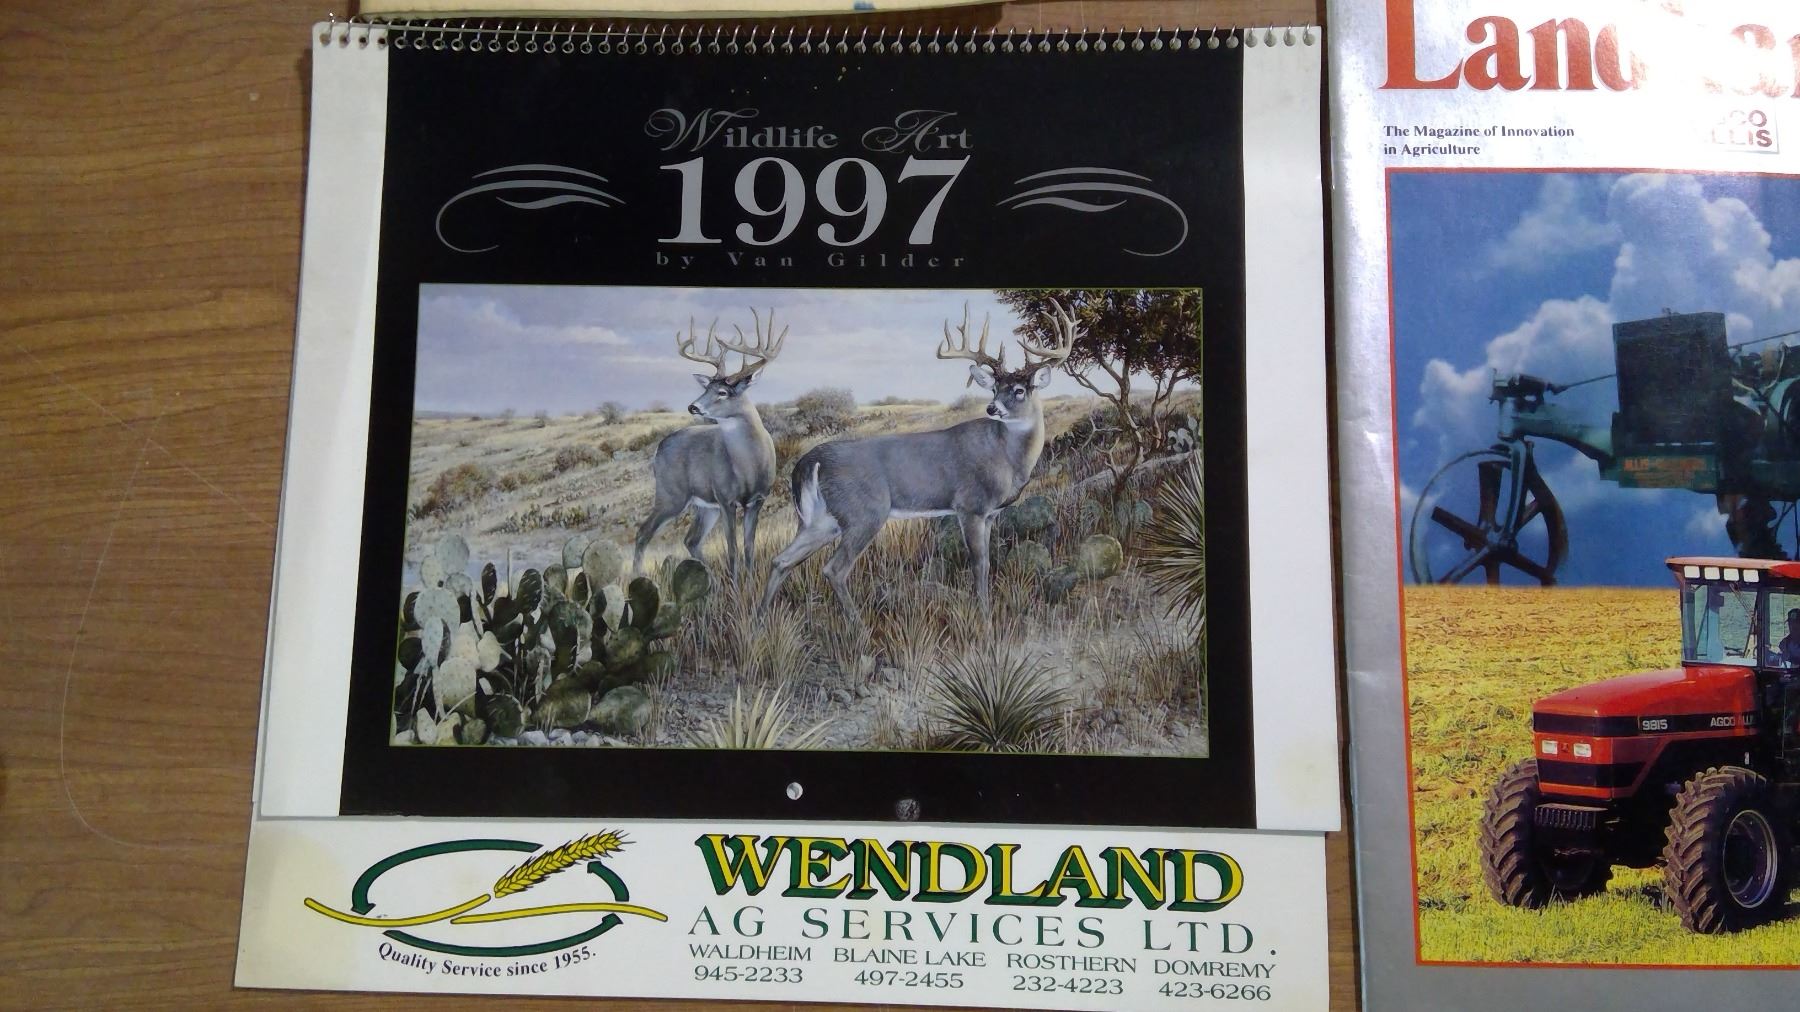 Wildlife Art
1997
by Van Gilder
WENDLAND
AG SERVICES LTD.
Quality Service since 1955.
WALDHEIM BLAINE LAKE ROSTHERN DOMREMY
945-2233 497-2455 232-4223 423-6266
The Magazine of Innovation
in Agriculture
9815
AGCO